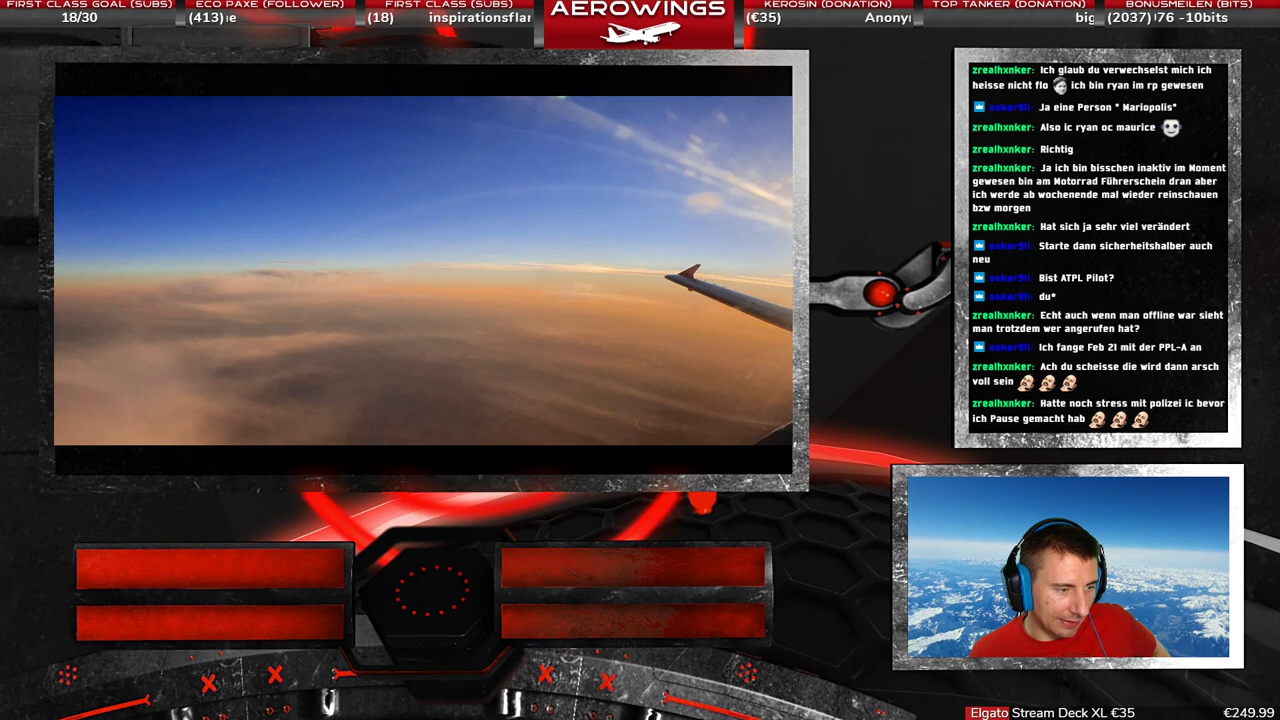 FIRST CLASS GOAL (SUBS)
18/30
ECO PAXE (FOLLOWER)
(413)
FIRST CLASS (SUBS)
(18) inspirationsflar
AEROWINGS
KEROSIN (DONATION)
(€35) Anony
TOP TANKER (DONATION)
big
BONUSMEILEN (BITS)
(2037) 76 -10bits
zrealhxnker: Ich glaub du verwechselst mich ich
heisse nicht flo ich bin ryan im rp gewesen
oskar911: Ja eine Person " Mariopolis"
zrealhxnker: Also ic ryan oc maurice
zrealhxnker: Richtig
zrealhxnker: Ja ich bin bisschen inaktiv im Moment
gewesen bin am Motorrad Führerschein dran aber
ich werde ab wochenende mal wieder reinschauen
bzw morgen
zrealhxnker: Hat sich ja sehr viel verändert
oskar911: Starte dann sicherheitshalber auch
neu
oskar911: Bist ATPL Pilot?
oskar911: du*
zrealhxnker: Echt auch wenn man offline war sieht
man trotzdem wer angerufen hat?
oskar911: Ich fange Feb 21 mit der PPL-A an
zrealhxnker: Ach du scheisse die wird dann arsch
voll sein
zrealhxnker: Hatte noch stress mit polizei ic bevor
ich Pause gemacht hab
Elgato Stream Deck XL €35 €249.99